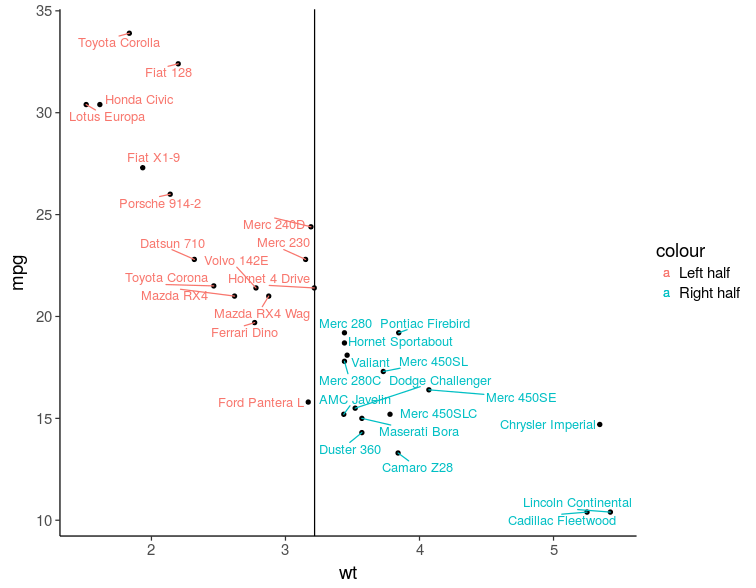 35
Toyota Corolla
Fiat 128
30
Honda Civic
Lotus Europa
Fiat X1-9
Porsche 914-2
25
Merc 240D
Datsun 710
Merc 230
Volvo 142E
Toyota Corona
Hornet 4 Drive
Mazda RX4
Mazda RX4 Wag
20
Ferrari Dino
Merc 280
Pontiac Firebird
Hornet Sportabout
Valiant
Merc 450SL
Merc 280C
Dodge Challenger
Merc 450SE
AMC Javelin
Ford Pantera L
15
Merc 450SLC
Chrysler Imperial
Maserati Bora
Duster 360
Camaro Z28
Lincoln Continental
Cadillac Fleetwood
10
2
3
4
5
wt
mpg
colour
a Left half
a Right half